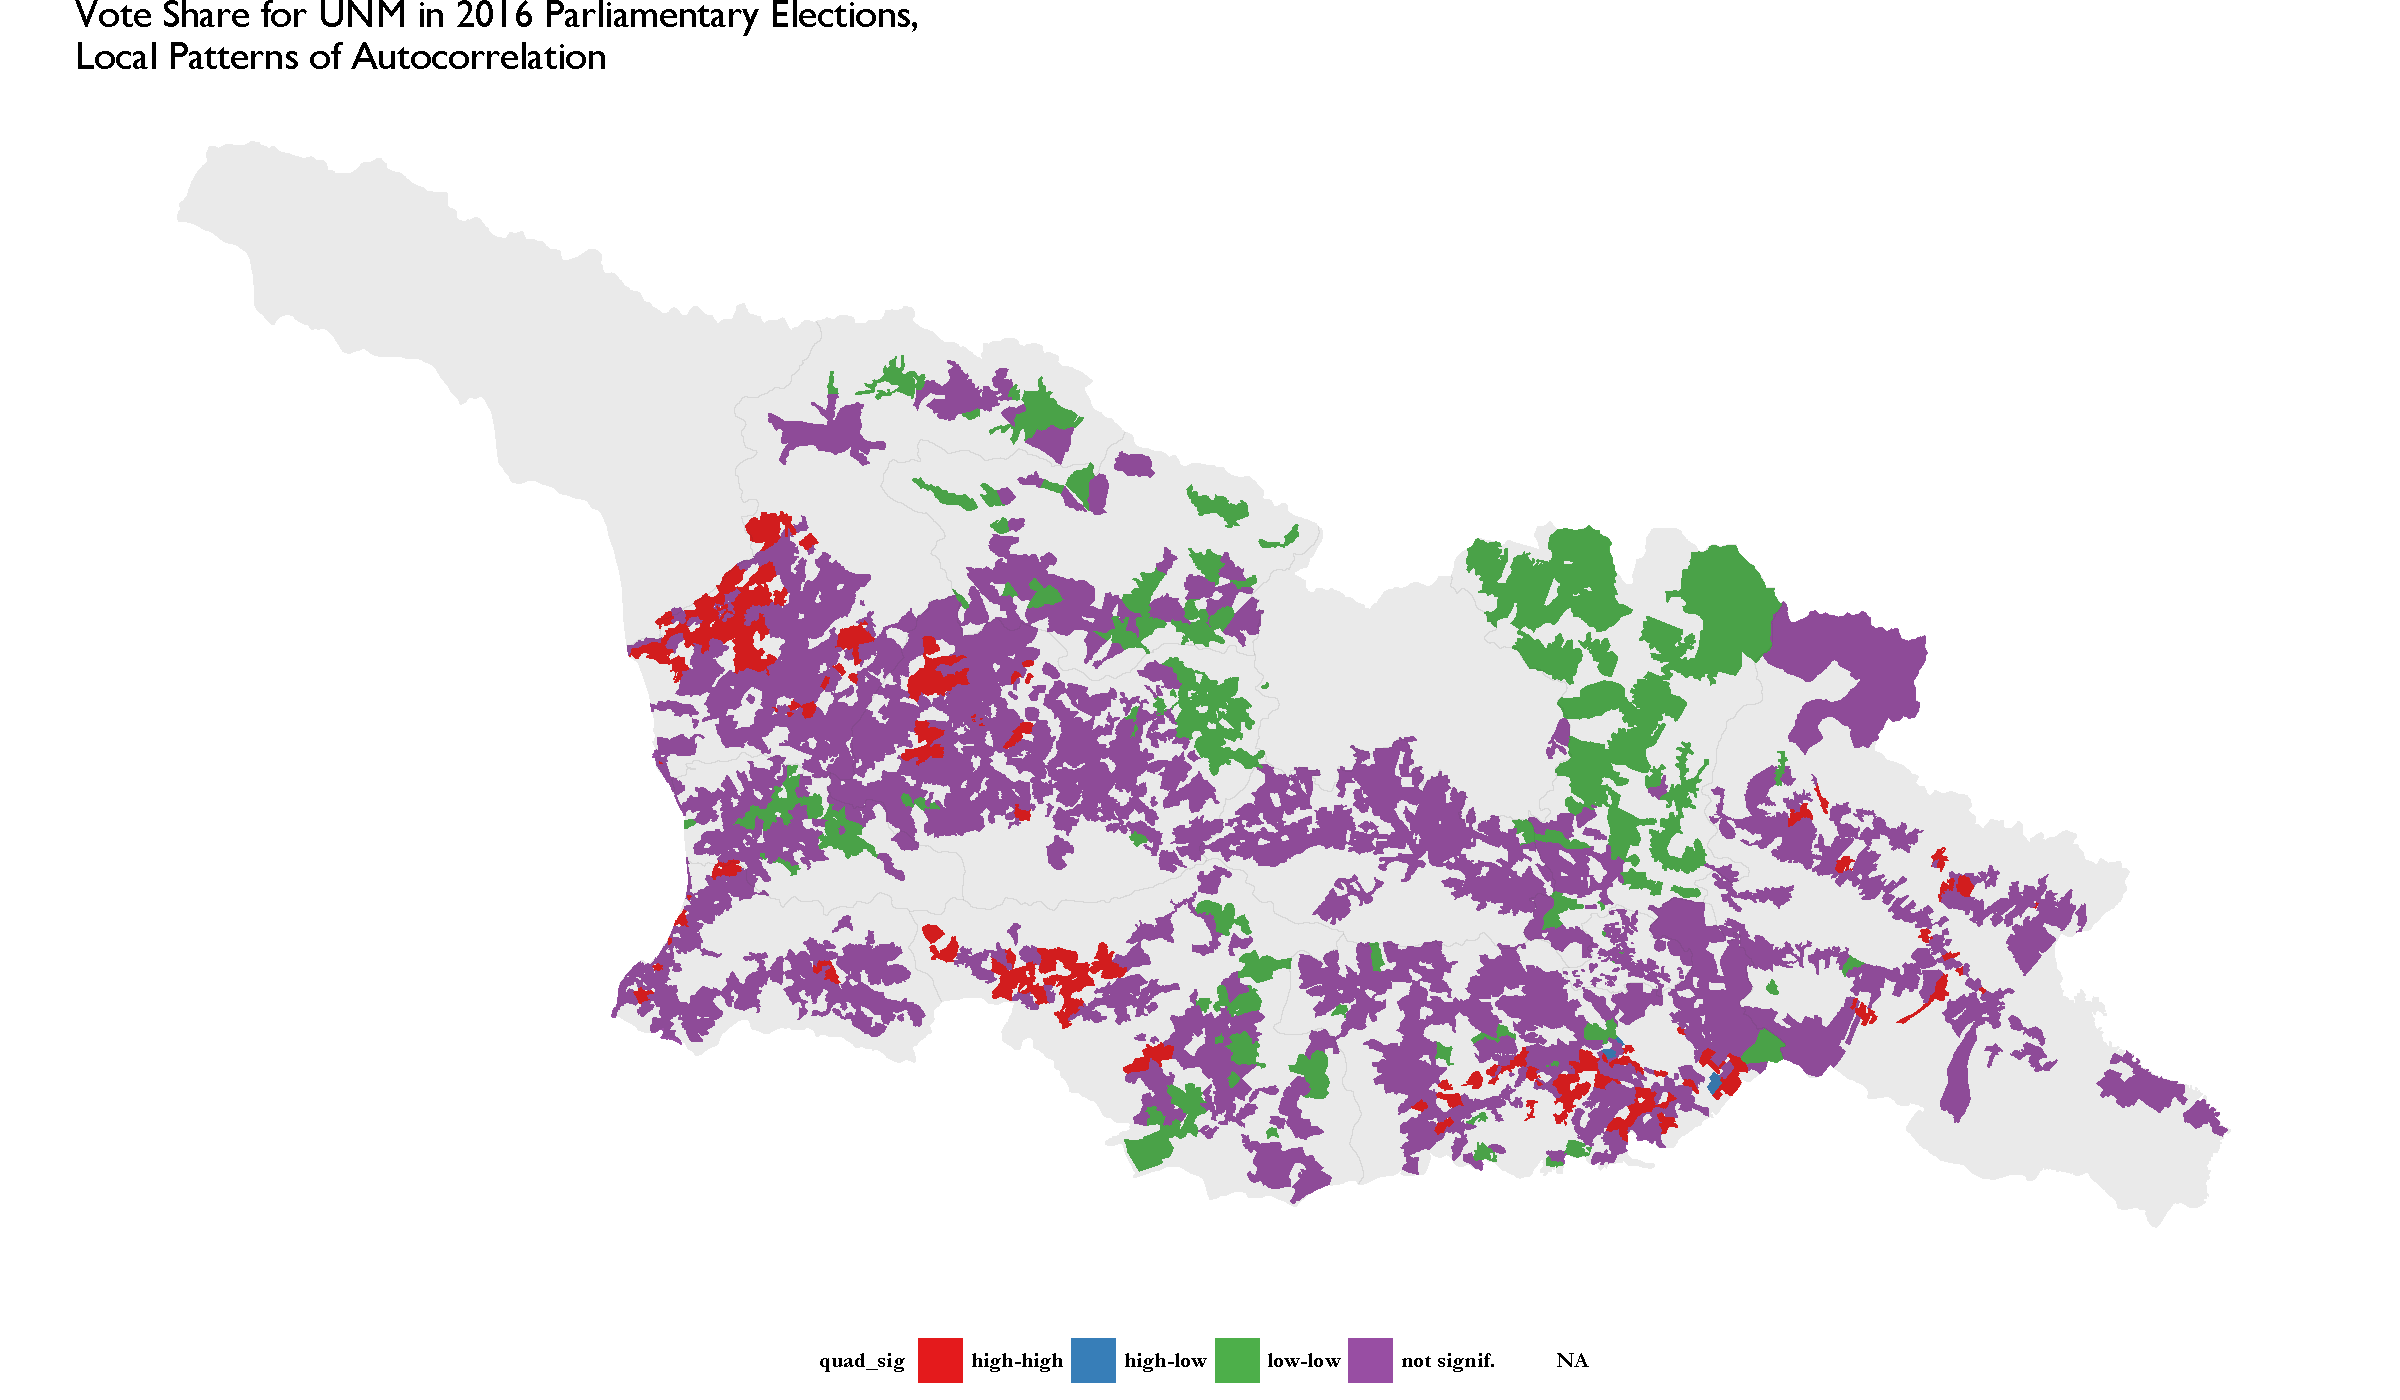 Vote Share for UNM in 2016 Parliamentary Elections,
Local Patterns of Autocorrelation
quad_sig high-high high-low low-low not signif. NA